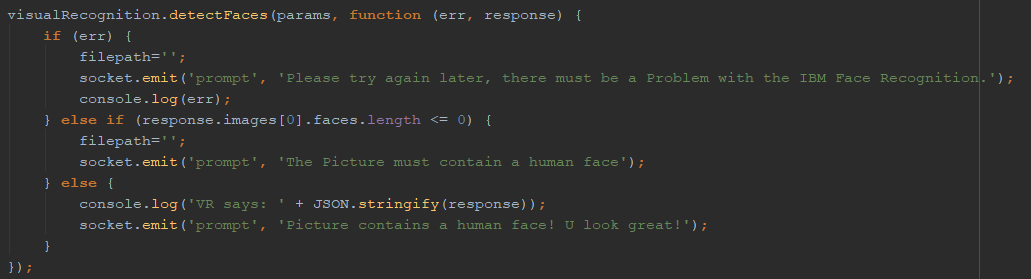 visualRecognition.detectFaces(params, function (err, response) {
    if (err) {
        filepath='';
        socket.emit('prompt', 'Please try again later, there must be a Problem with the IBM Face Recognition.');
        console.log(err);
    } else if (response.images[0].faces.length <= 0) {
        filepath='';
        socket.emit('prompt', 'The Picture must contain a human face');
    } else {
        console.log('VR says: ' + JSON.stringify(response));
        socket.emit('prompt', 'Picture contains a human face! U look great!');
    }
});